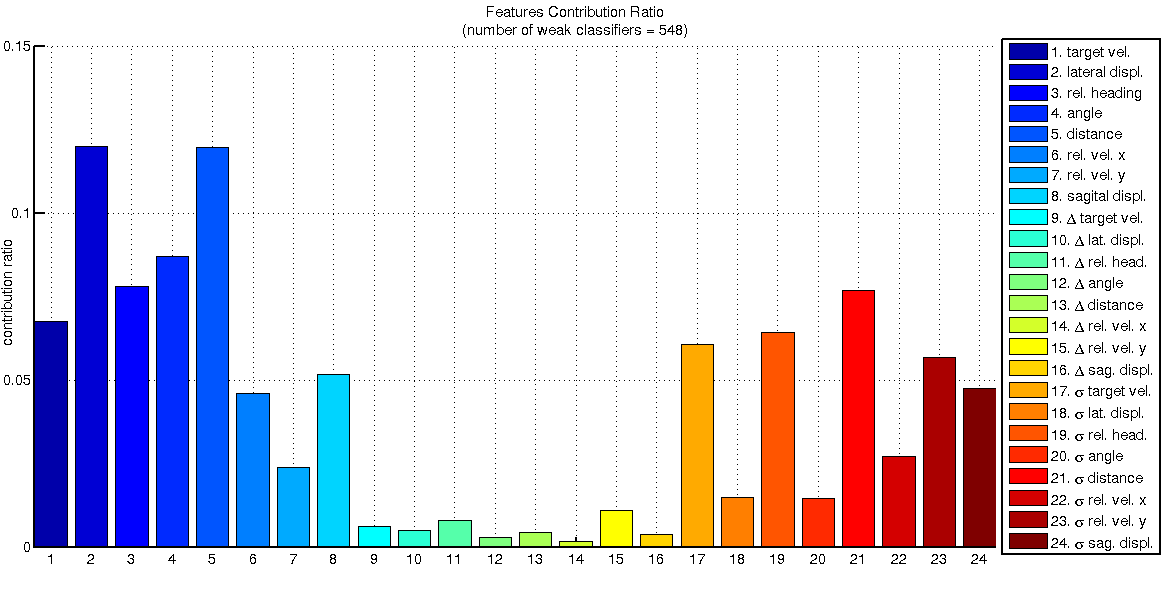 Features Contribution Ratio
(number of weak classifiers = 548)
contribution ratio
0.15
0.1
0.05
0
1 2 3 4 5 6 7 8 9 10 11 12 13 14 15 16 17 18 19 20 21 22 23 24
1. target vel.
2. lateral displ.
3. rel. heading
4. angle
5. distance
6. rel. vel. x
7. rel. vel. y
8. sagital displ.
9. Δ target vel.
10. Δ lat. displ.
11. Δ rel. head.
12. Δ angle
13. Δ distance
14. Δ rel. vel. x
15. Δ rel. vel. y
16. Δ sag. displ.
17. σ target vel.
18. σ lat. displ.
19. σ rel. head.
20. σ angle
21. σ distance
22. σ rel. vel. x
23. σ rel. vel. y
24. σ sag. displ.